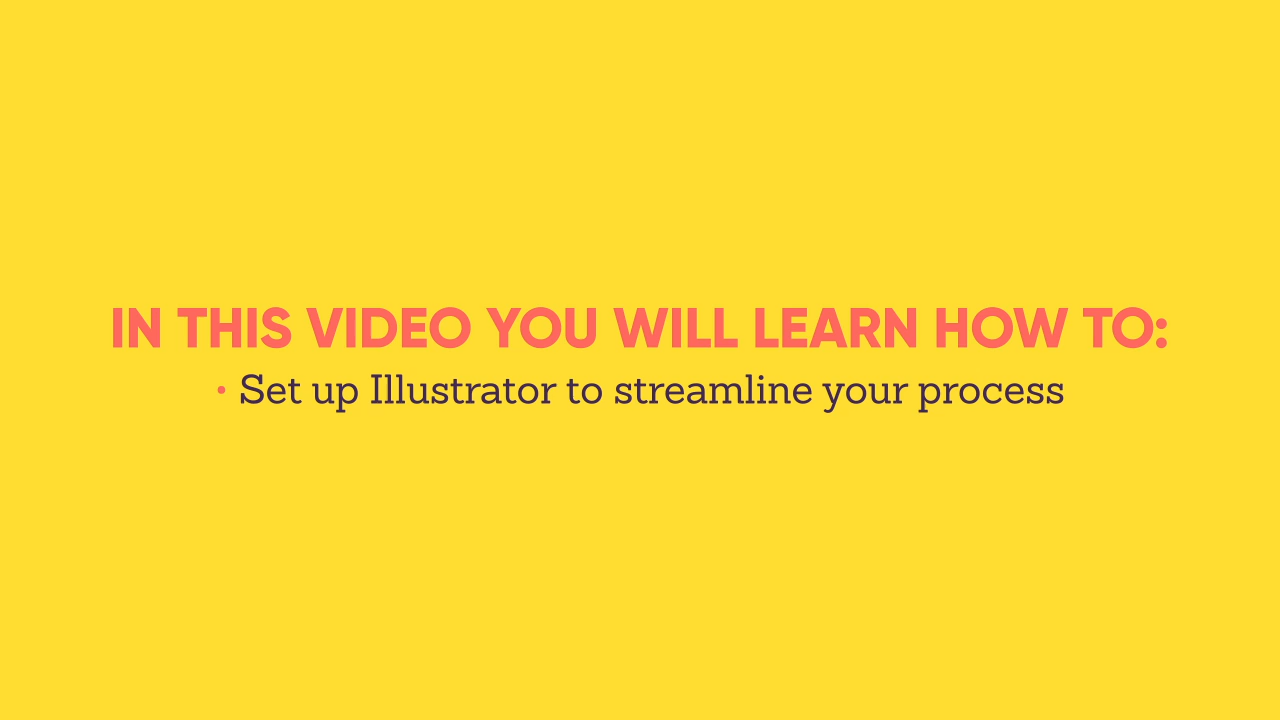 IN THIS VIDEO YOU WILL LEARN HOW TO:
• Set up Illustrator to streamline your process